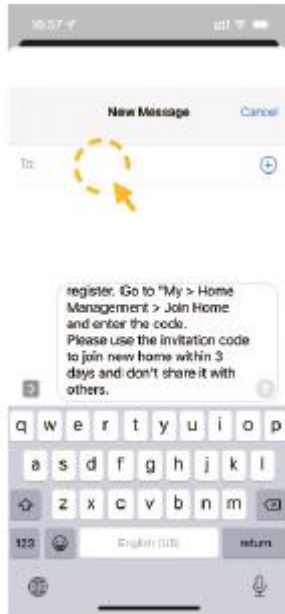 10:57
New Message Cancel
To:
register. Go to "My > Home
Management > Join Home
and enter the code.
Please use the invitation code
to join new home within 3
days and don't share it with
others.
q w e r t y u i o p
a s d f g h j k l
z x c v b n m
123 English (US) return